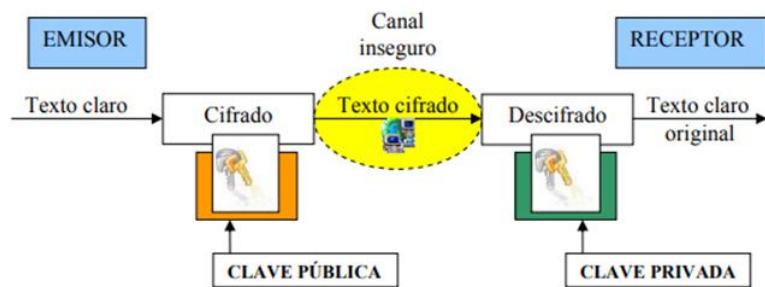 EMISOR
Canal
inseguro
RECEPTOR
Texto claro
Cifrado
Texto cifrado
Descifrado
Texto claro
original
CLAVE PÚBLICA
CLAVE PRIVADA